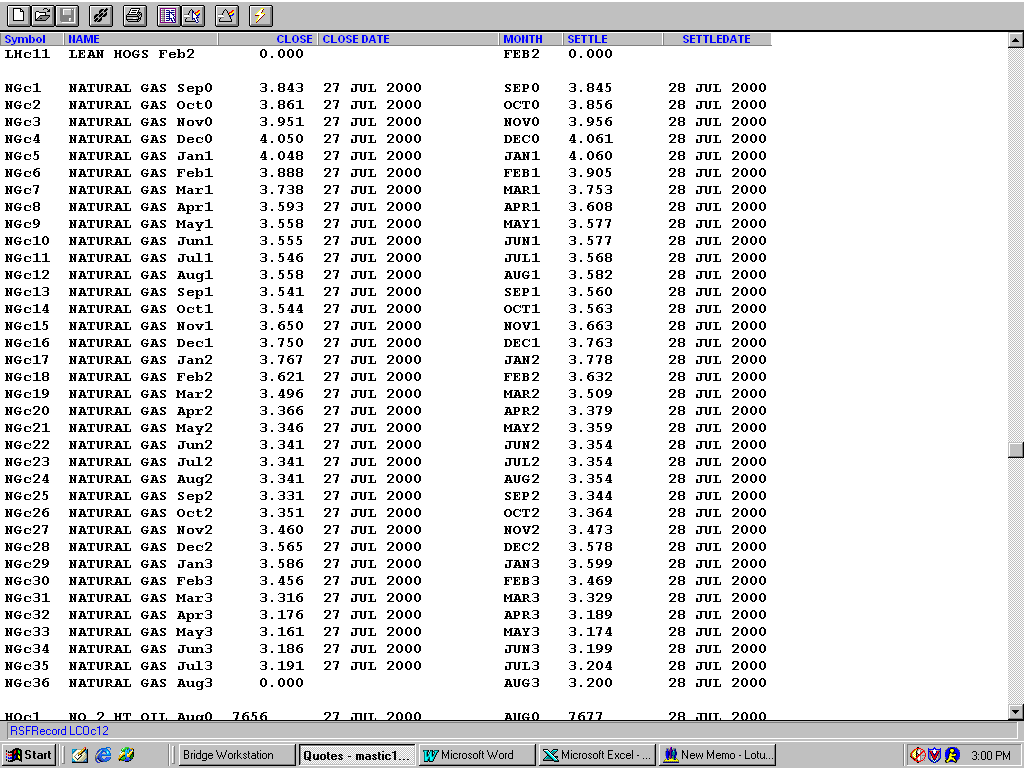 Symbol NAME CLOSE CLOSE DATE MONTH SETTLE SETTLEDATE
LHc11 LEAN HOGS Feb2 0.000 FEB2 0.000
NGc1 NATURAL GAS Sep0 3.843 27 JUL 2000 SEP0 3.845 28 JUL 2000
NGc2 NATURAL GAS Oct0 3.861 27 JUL 2000 OCT0 3.856 28 JUL 2000
NGc3 NATURAL GAS Nov0 3.951 27 JUL 2000 NOV0 3.956 28 JUL 2000
NGc4 NATURAL GAS Dec0 4.050 27 JUL 2000 DEC0 4.061 28 JUL 2000
NGc5 NATURAL GAS Jan1 4.048 27 JUL 2000 JAN1 4.060 28 JUL 2000
NGc6 NATURAL GAS Feb1 3.888 27 JUL 2000 FEB1 3.905 28 JUL 2000
NGc7 NATURAL GAS Mar1 3.738 27 JUL 2000 MAR1 3.753 28 JUL 2000
NGc8 NATURAL GAS Apr1 3.593 27 JUL 2000 APR1 3.608 28 JUL 2000
NGc9 NATURAL GAS May1 3.558 27 JUL 2000 MAY1 3.577 28 JUL 2000
NGc10 NATURAL GAS Jun1 3.555 27 JUL 2000 JUN1 3.577 28 JUL 2000
NGc11 NATURAL GAS Jul1 3.546 27 JUL 2000 JUL1 3.568 28 JUL 2000
NGc12 NATURAL GAS Aug1 3.558 27 JUL 2000 AUG1 3.582 28 JUL 2000
NGc13 NATURAL GAS Sep1 3.541 27 JUL 2000 SEP1 3.560 28 JUL 2000
NGc14 NATURAL GAS Oct1 3.544 27 JUL 2000 OCT1 3.563 28 JUL 2000
NGc15 NATURAL GAS Nov1 3.650 27 JUL 2000 NOV1 3.663 28 JUL 2000
NGc16 NATURAL GAS Dec1 3.750 27 JUL 2000 DEC1 3.763 28 JUL 2000
NGc17 NATURAL GAS Jan2 3.767 27 JUL 2000 JAN2 3.778 28 JUL 2000
NGc18 NATURAL GAS Feb2 3.621 27 JUL 2000 FEB2 3.632 28 JUL 2000
NGc19 NATURAL GAS Mar2 3.496 27 JUL 2000 MAR2 3.509 28 JUL 2000
NGc20 NATURAL GAS Apr2 3.366 27 JUL 2000 APR2 3.379 28 JUL 2000
NGc21 NATURAL GAS May2 3.346 27 JUL 2000 MAY2 3.359 28 JUL 2000
NGc22 NATURAL GAS Jun2 3.341 27 JUL 2000 JUN2 3.354 28 JUL 2000
NGc23 NATURAL GAS Jul2 3.341 27 JUL 2000 JUL2 3.354 28 JUL 2000
NGc24 NATURAL GAS Aug2 3.341 27 JUL 2000 AUG2 3.354 28 JUL 2000
NGc25 NATURAL GAS Sep2 3.331 27 JUL 2000 SEP2 3.344 28 JUL 2000
NGc26 NATURAL GAS Oct2 3.351 27 JUL 2000 OCT2 3.364 28 JUL 2000
NGc27 NATURAL GAS Nov2 3.460 27 JUL 2000 NOV2 3.473 28 JUL 2000
NGc28 NATURAL GAS Dec2 3.565 27 JUL 2000 DEC2 3.578 28 JUL 2000
NGc29 NATURAL GAS Jan3 3.586 27 JUL 2000 JAN3 3.599 28 JUL 2000
NGc30 NATURAL GAS Feb3 3.456 27 JUL 2000 FEB3 3.469 28 JUL 2000
NGc31 NATURAL GAS Mar3 3.316 27 JUL 2000 MAR3 3.329 28 JUL 2000
NGc32 NATURAL GAS Apr3 3.176 27 JUL 2000 APR3 3.189 28 JUL 2000
NGc33 NATURAL GAS May3 3.161 27 JUL 2000 MAY3 3.174 28 JUL 2000
NGc34 NATURAL GAS Jun3 3.186 27 JUL 2000 JUN3 3.199 28 JUL 2000
NGc35 NATURAL GAS Jul3 3.191 27 JUL 2000 JUL3 3.204 28 JUL 2000
NGc36 NATURAL GAS Aug3 0.000 AUG3 3.200 28 JUL 2000
HOc1 NO 2 HT OIL Aug0 7656 27 JUL 2000 AUG0 7677 28 JUL 2000
RSFRecord LCOc12
Start Bridge Workstation Quotes - mastic1... Microsoft Word Microsoft Excel - ... New Memo - Lotu... 3:00 PM